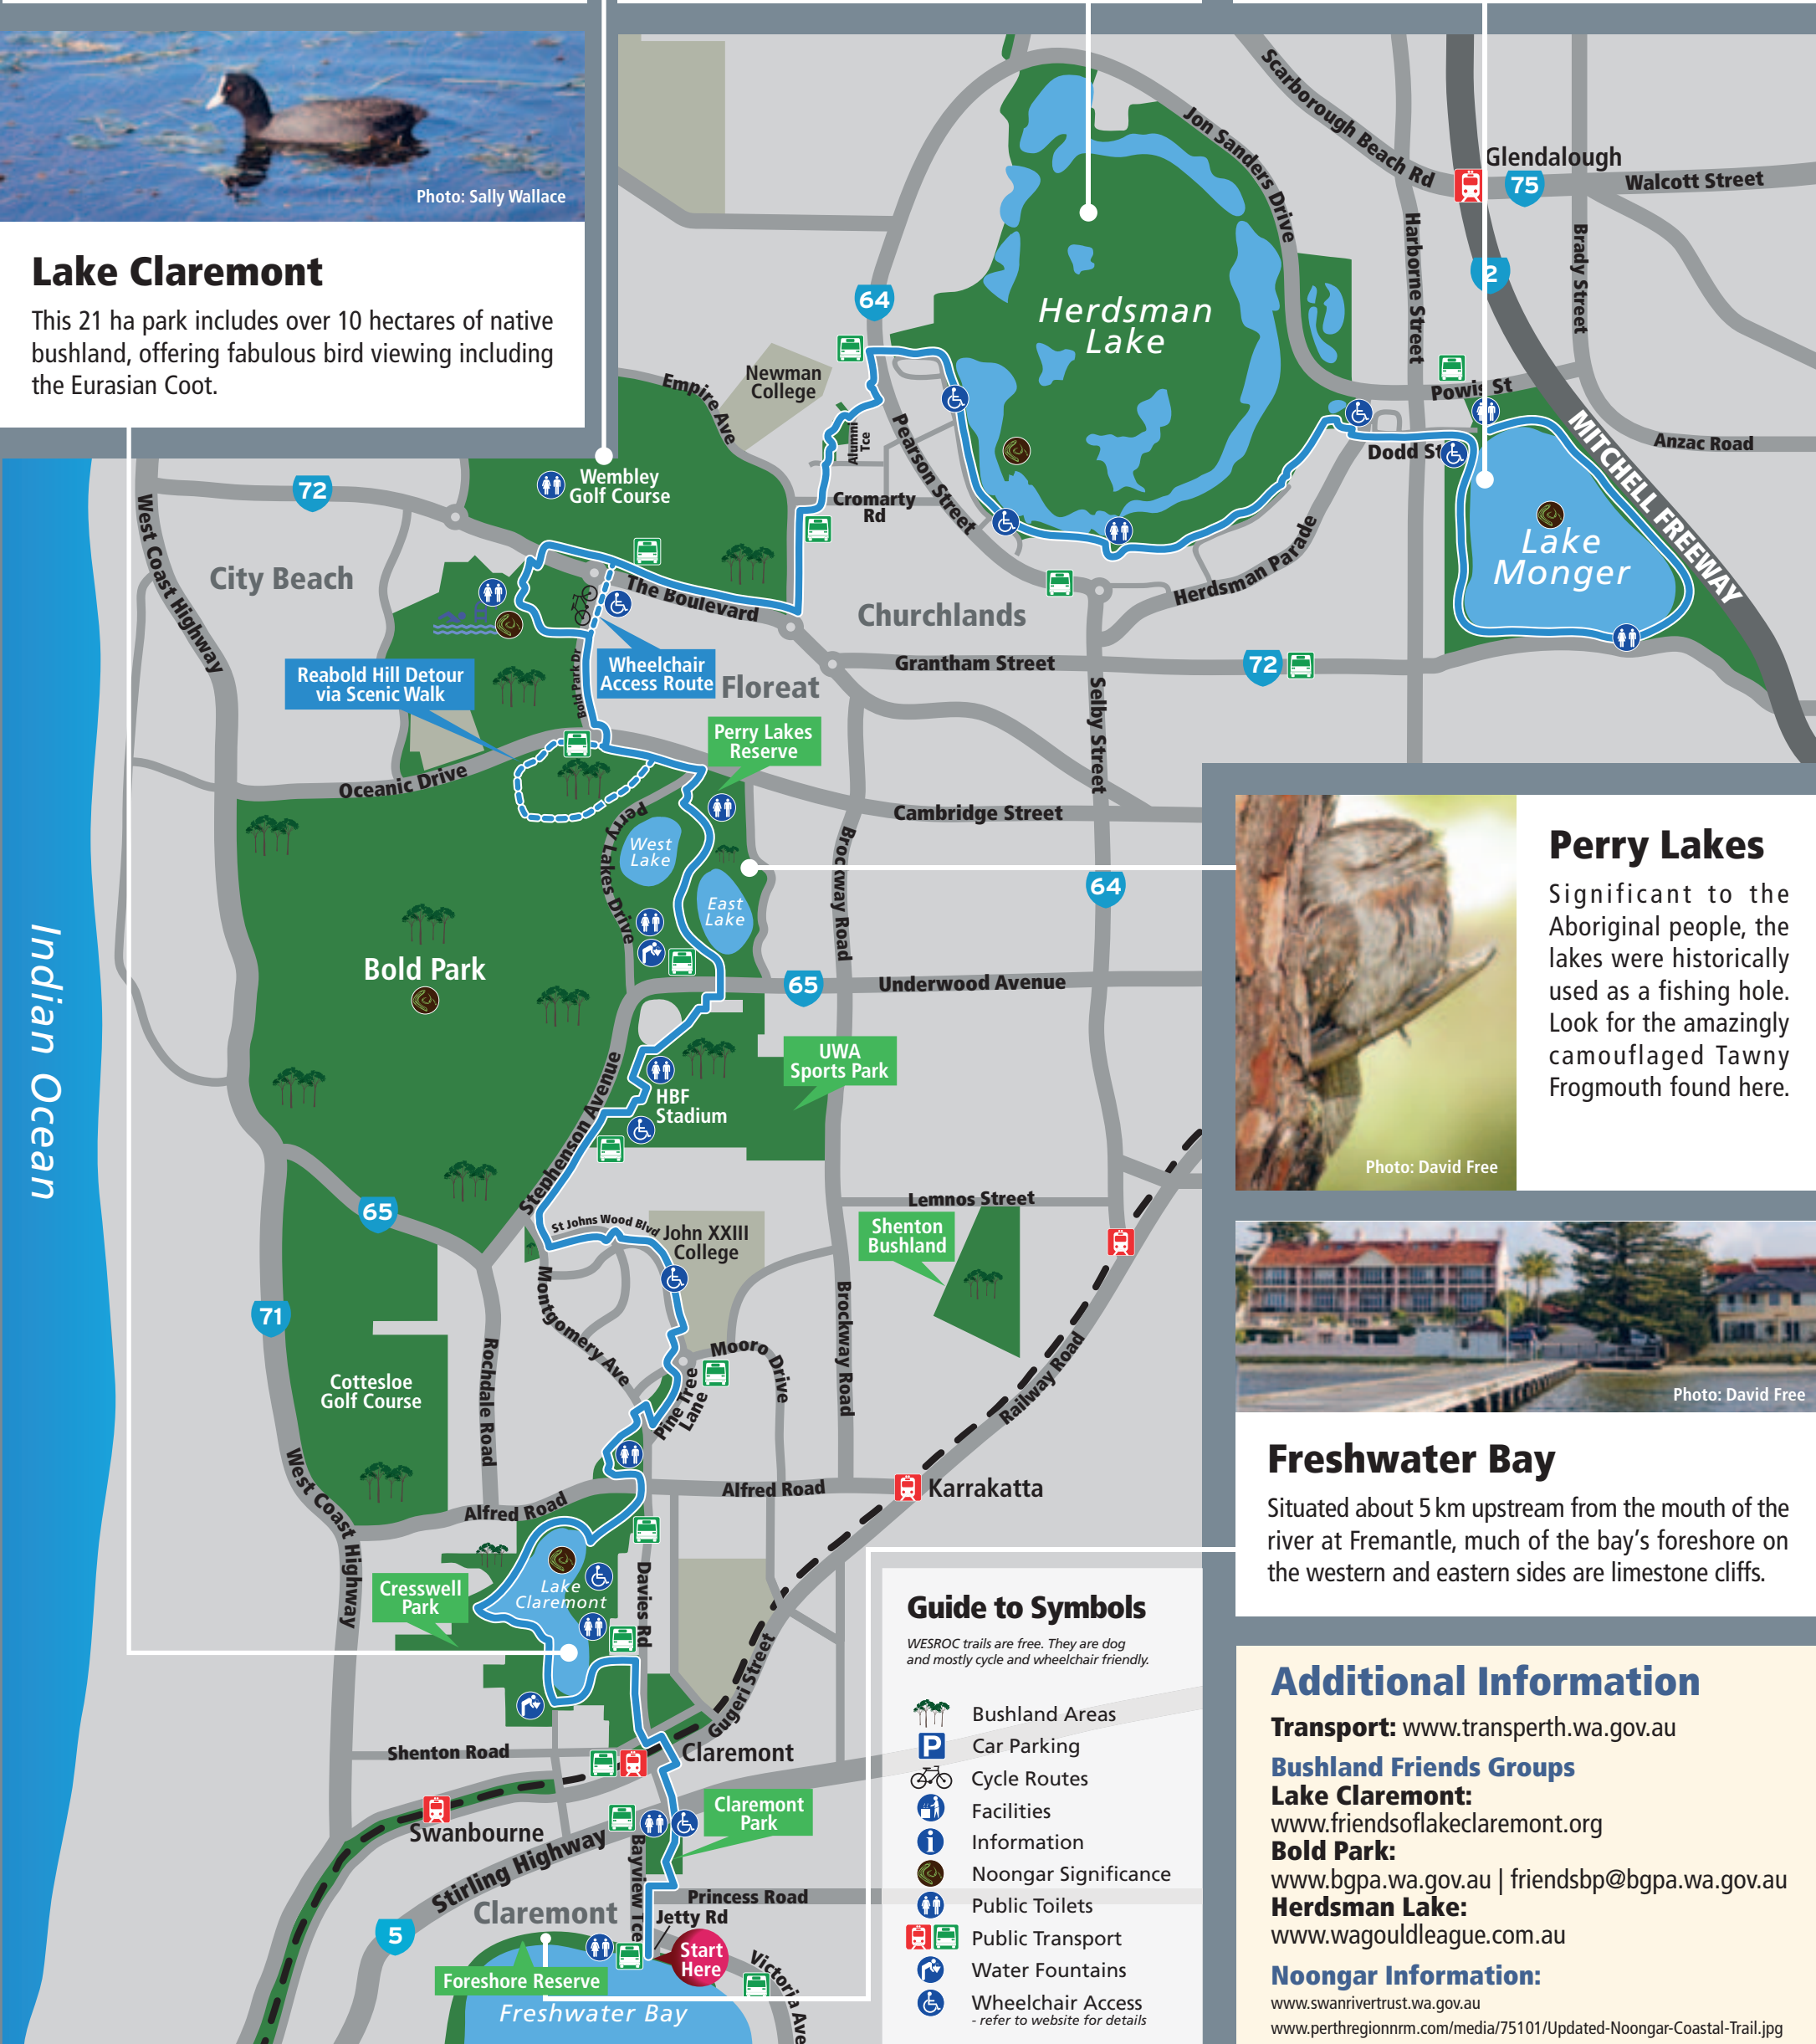 Photo: Sally Wallace
Lake Claremont
This 21 ha park includes over 10 hectares of native
bushland, offering fabulous bird viewing including
the Eurasian Coot.
Scarborough Beach Rd
Jon Sanders Drive
Glendalough
75
Walcott Street
Harborne Street
Brady Street
2
64
Herdsman
Lake
Newman
College
Empire Ave
Alumni
Tce
Pearson Street
Powis St
Dodd St
MITCHELL FREEWAY
Anzac Road
Wembley
Golf Course
72
Cromarty
Rd
West Coast Highway
Lake
Monger
City Beach
The Boulevard
Churchlands
Herdsman Parade
Reabold Hill Detour
via Scenic Walk
Bold Park Dr
Wheelchair
Access Route
Floreat
Grantham Street
72
Selby Street
Perry Lakes
Reserve
Oceanic Drive
Perry Lakes Drive
West
Lake
East
Lake
Cambridge Street
Brockway Road
64
Perry Lakes
Significant to the
Aboriginal people, the
lakes were historically
used as a fishing hole.
Look for the amazingly
camouflaged Tawny
Frogmouth found here.
Photo: David Free
Indian Ocean
Bold Park
65
Underwood Avenue
UWA
Sports Park
HBF
Stadium
Stephenson Avenue
65
St Johns Wood Blvd
John XXIII
College
Lemnos Street
Shenton
Bushland
71
Montgomery Ave
Rochdale Road
Mooro Drive
Brockway Road
Railway Road
Pine Tree
Lane
Cottesloe
Golf Course
Photo: David Free
Freshwater Bay
Situated about 5 km upstream from the mouth of the
river at Fremantle, much of the bay's foreshore on
the western and eastern sides are limestone cliffs.
West Coast Highway
Alfred Road
Alfred Road
Karrakatta
Cresswell
Park
Lake
Claremont
Davies Rd
Gugeri Street
Shenton Road
Claremont
Swanbourne
Stirling Highway
Claremont
Park
Bayview Tce
Princess Road
Claremont
Jetty Rd
5
Start
Here
Foreshore Reserve
Freshwater Bay
Victoria Ave
Guide to Symbols
WESROC trails are free. They are dog
and mostly cycle and wheelchair friendly.
Bushland Areas
P Car Parking
Cycle Routes
Facilities
i Information
Noongar Significance
Public Toilets
Public Transport
Water Fountains
Wheelchair Access
- refer to website for details
Additional Information
Transport: www.transperth.wa.gov.au
Bushland Friends Groups
Lake Claremont:
www.friendsoflakeclaremont.org
Bold Park:
www.bgpa.wa.gov.au | friendsbp@bgpa.wa.gov.au
Herdsman Lake:
www.wagouldleague.com.au
Noongar Information:
www.swanrivertrust.wa.gov.au
www.perthregionnrm.com/media/75101/Updated-Noongar-Coastal-Trail.jpg